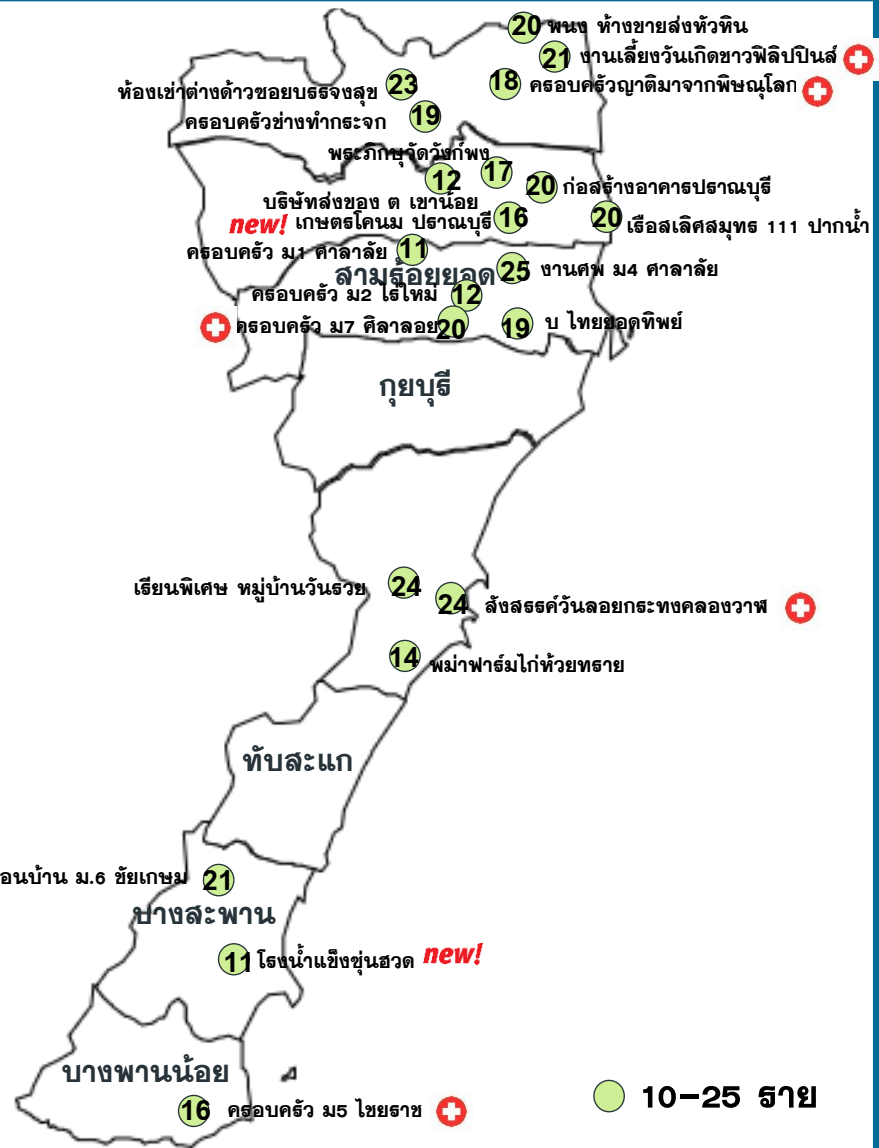 20 พนง ห้างขายส่งหัวหิน
21 งานเลี้ยงวันเกิดชาวฟิลิปปินส์
ท้องเช่าต่างด้าวซอยบรรจงสุข 23
18 ครอบครัวญาติมาจากพิษณุโลก
ครอบครัวช่างทำกระจก 19
พระภิกษุวัดวังก์พง 17
12
20 ก่อสร้างอาคารปราณบุรี
บริษัทส่งของ ต เขาน้อย
new! เกษตรโคนม ปราณบุรี 16
20 เรือสเลิศสมุทร 111 ปากน้ำ
ครอบครัว ม1 ศาลาลัย 11
สามร้อยยอด
25 งานศพ ม4 ศาลาลัย
ครอบครัว ม2 ไร่ใหม่ 12
ครอบครัว ม7 ศิลาลอย 20
19 บ ไทยยอดทิพย์
กุยบุรี
เรียนพิเศษ หมู่บ้านวันรวย 24
24 สังสรรค์วันลอยกระทงคลองวาฬ
14 พม่าฟาร์มไก่ห้วยทราย
ทับสะแก
อนบ้าน ม.6 ชัยเกษม 21
บางสะพาน
11 โรงน้ำแข็งซุ่นฮวด new!
บางพานน้อย
16 ครอบครัว ม5 ไชยราช
10-25 ราย